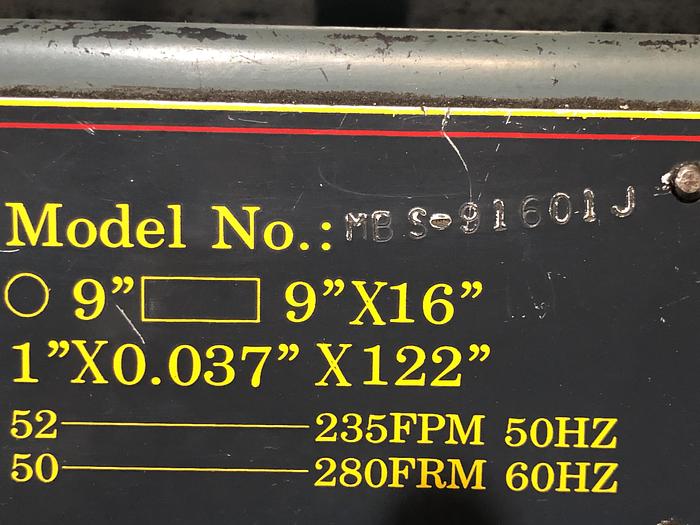 Model No.: MBS-91601J
9” 9”X16”
1”X0.037” X122”
52 235FPM 50HZ
50 280FRM 60HZ